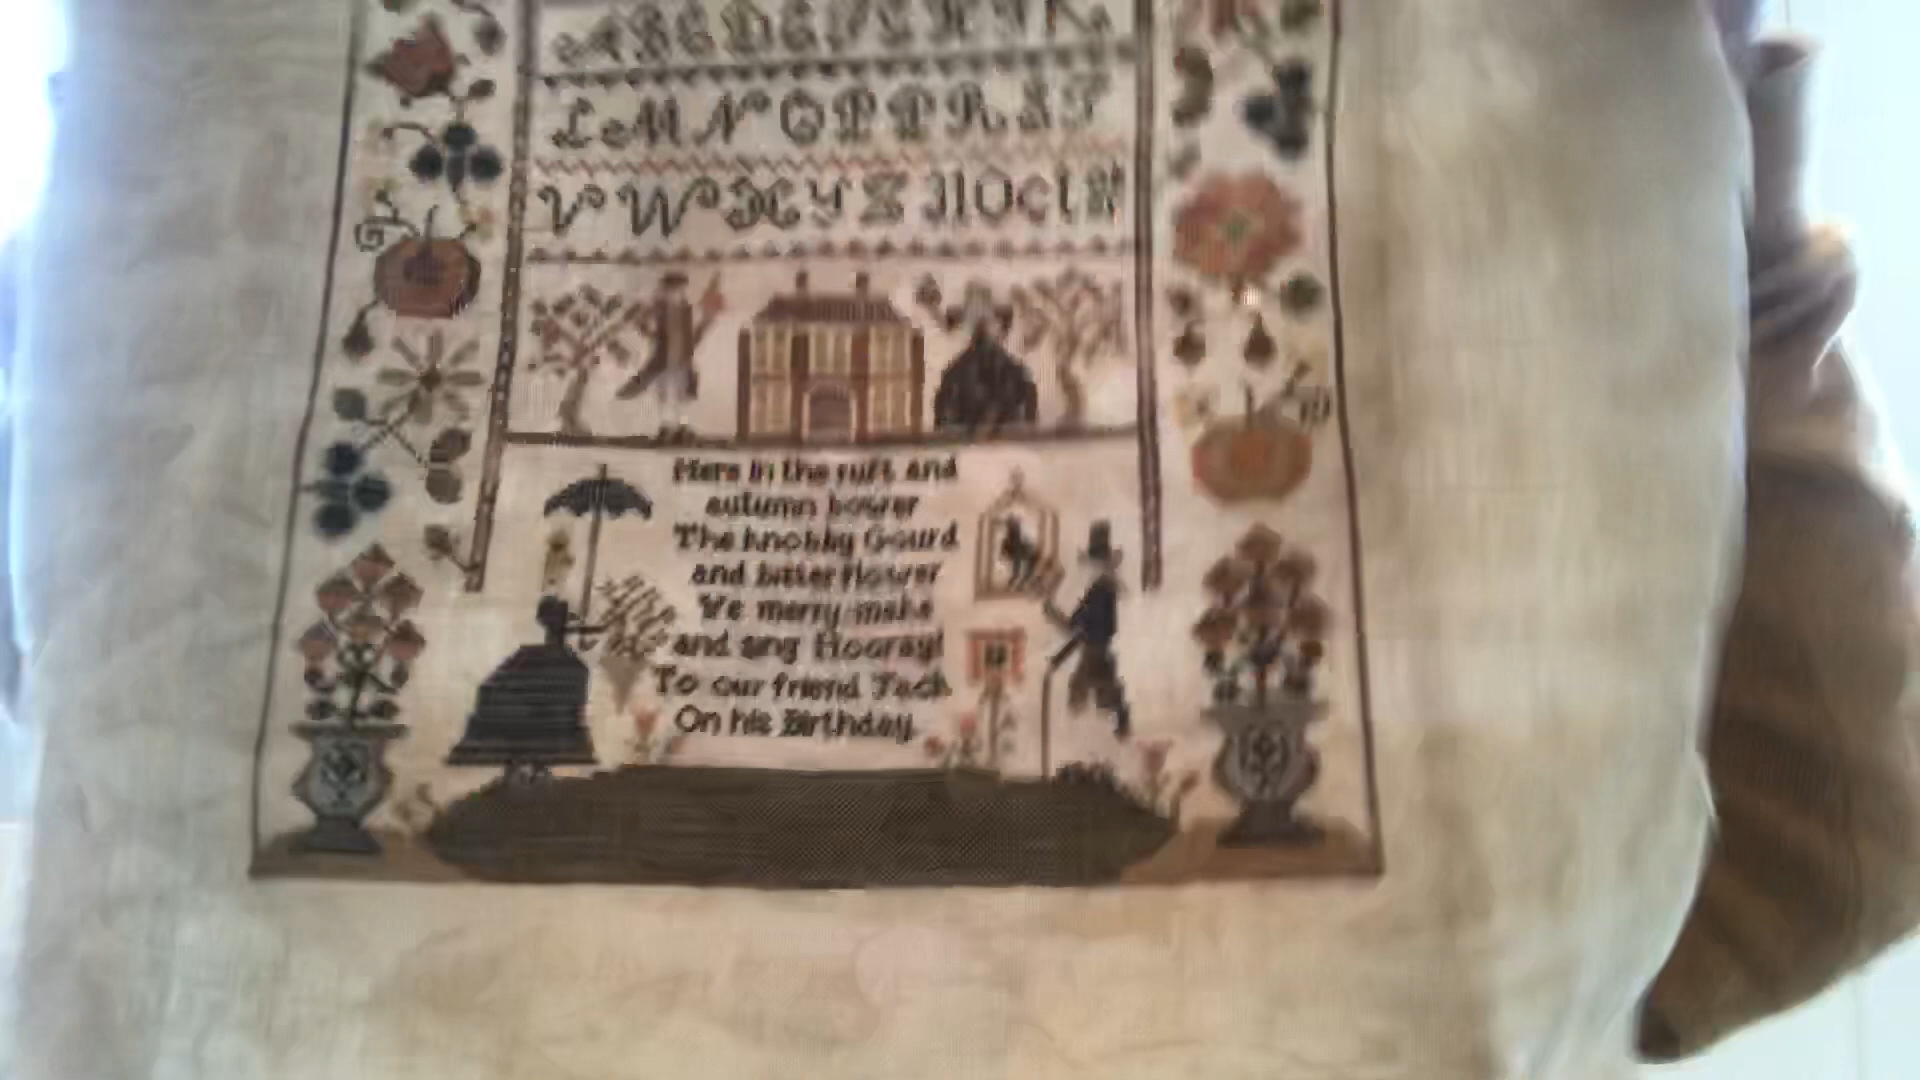 A B C D E F G H I K
L M N O P P R S T
V W X Y Z
Here in the and
autumn bower
The knobby Gourd
and bitter flower
We merry-make
and sing Hooray!
To our friend Jack
On his Birthday.